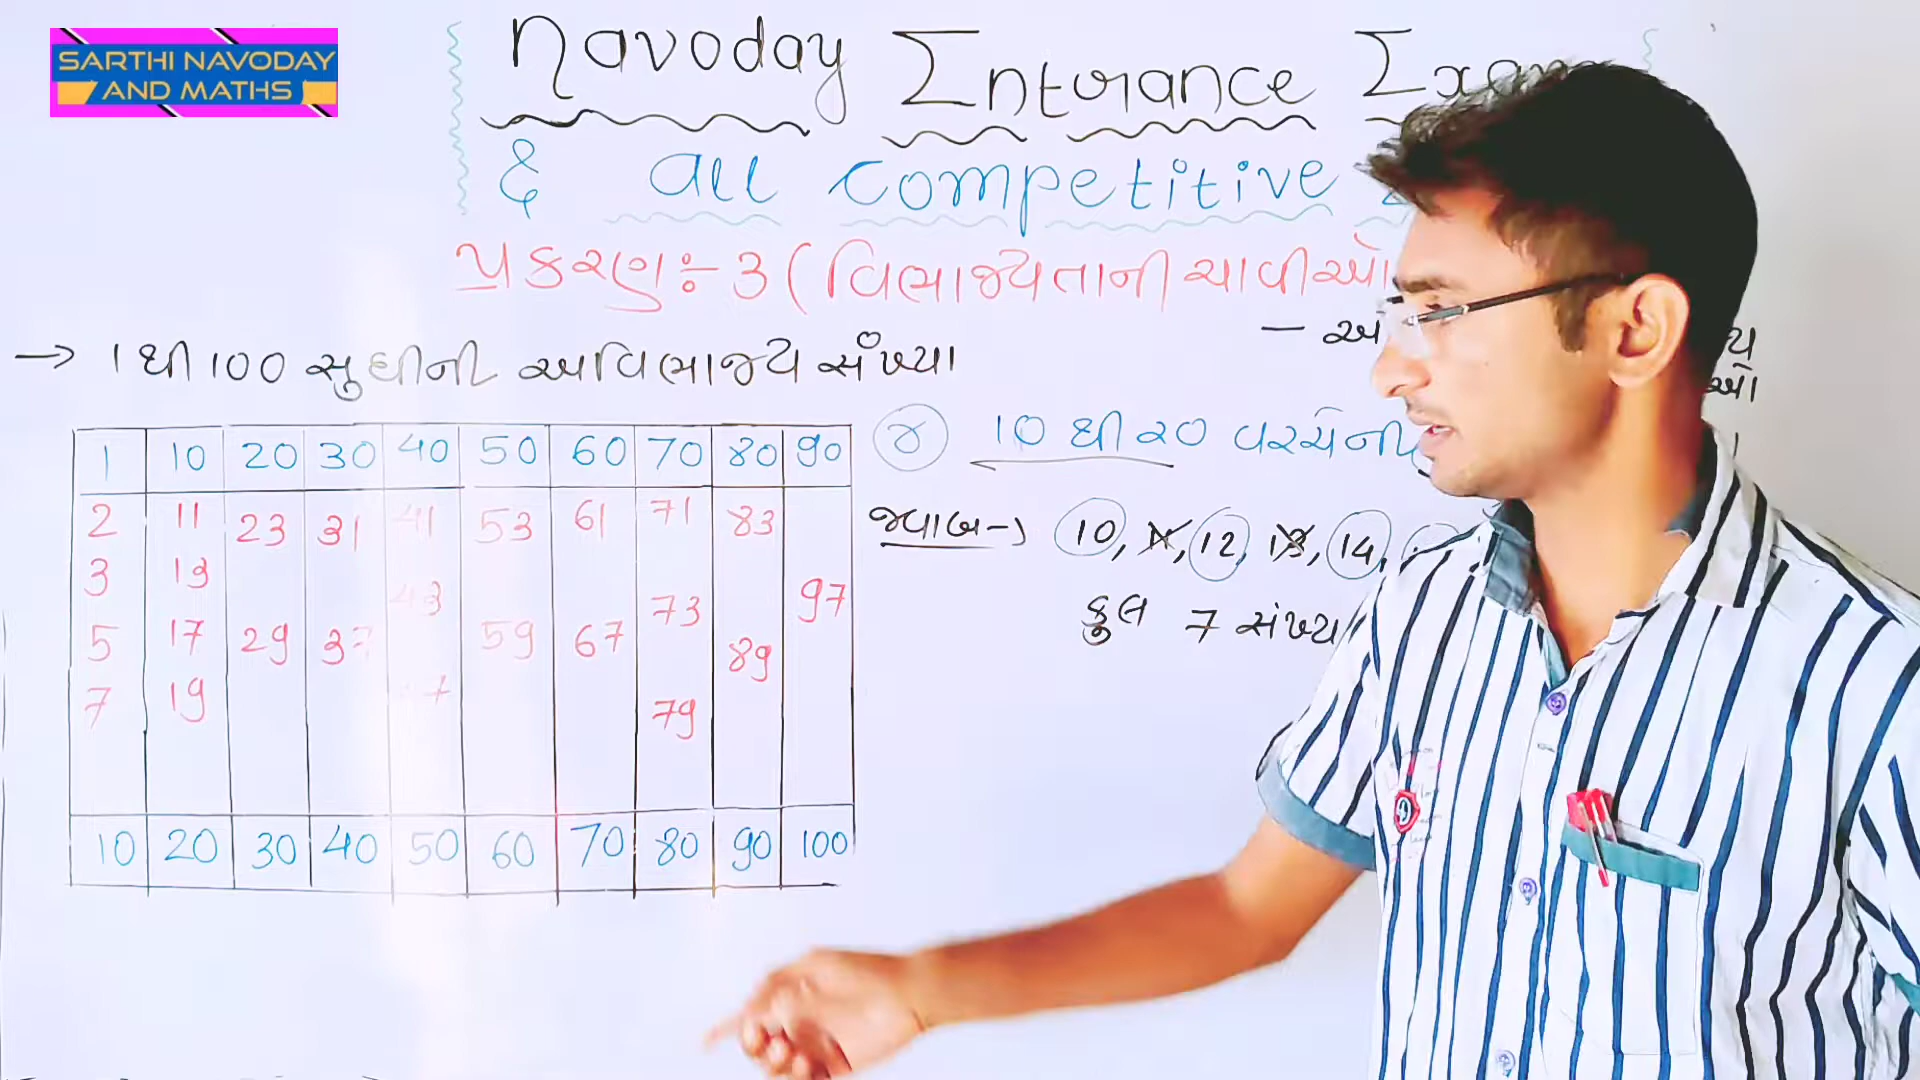 SARTHI NAVODAY
AND MATHS
Navoday Entorance Exam
& all competitive
પ્રકરણ ÷ 3 (વિભાજ્યતાની ચાવીઓ
→ 1 થી 100 સુધીની અવિભાજ્ય સંખ્યા
1 10 20 30 40 50 60 70 80 90
2 11 23 31 41 53 61 71 83
3 13 43 73 97
5 17 29 37 59 67 89
7 19 79
10 20 30 40 50 60 70 80 90 100
૪ 10 થી ૨૦ વચ્ચેની
જવાબ → 10, 11, 12, 13, 14,
કુલ 7 સંખ્યા